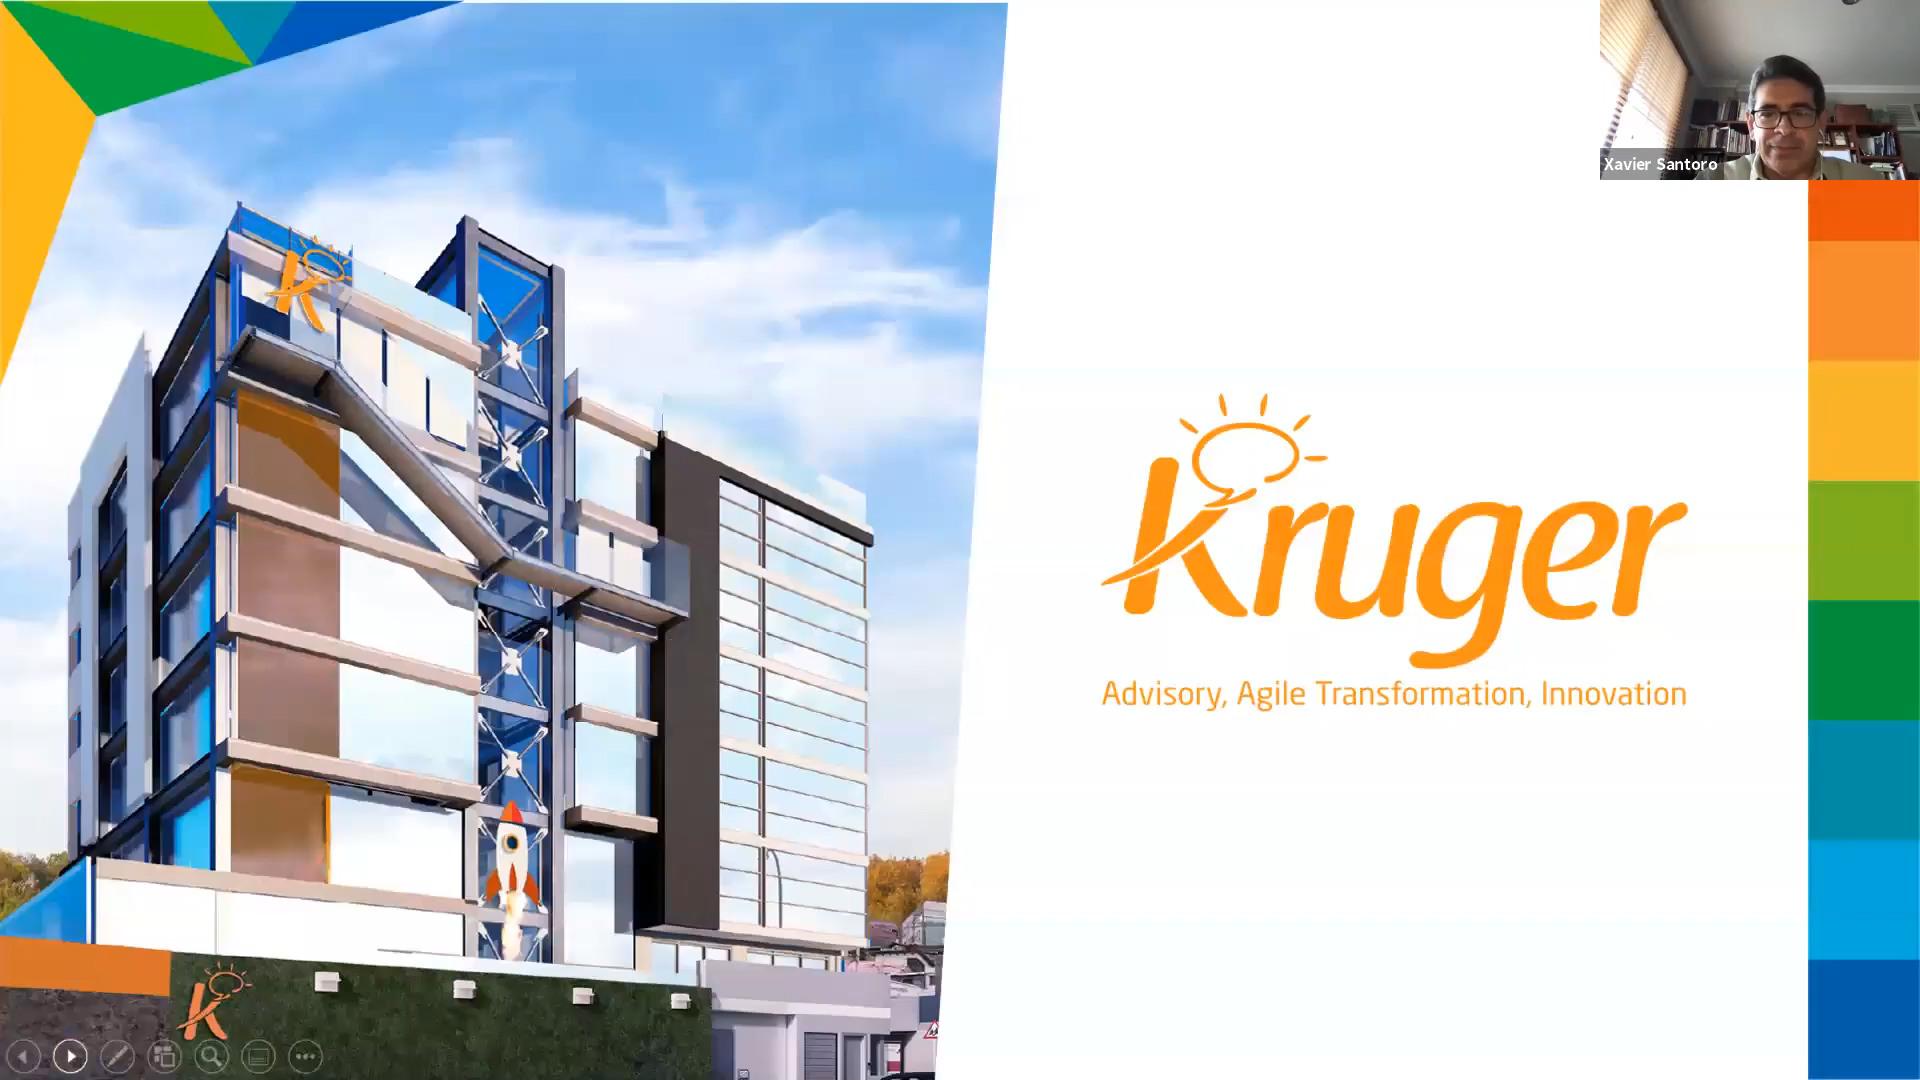 Xavier Santoro
Kruger
Advisory, Agile Transformation, Innovation
K
K